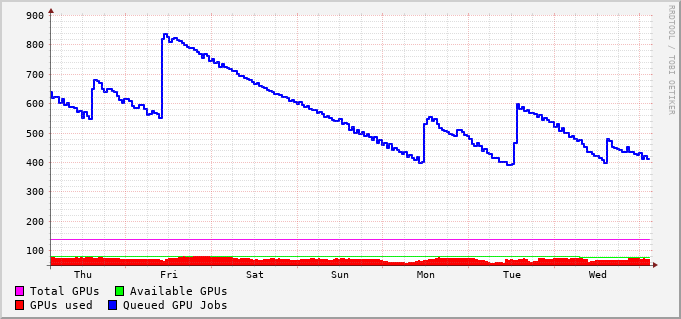 900
800
700
600
500
400
300
200
100
Thu Fri Sat Sun Mon Tue Wed
Total GPUs Available GPUs
GPUs used Queued GPU Jobs
RRDTOOL / TOBI OETIKER